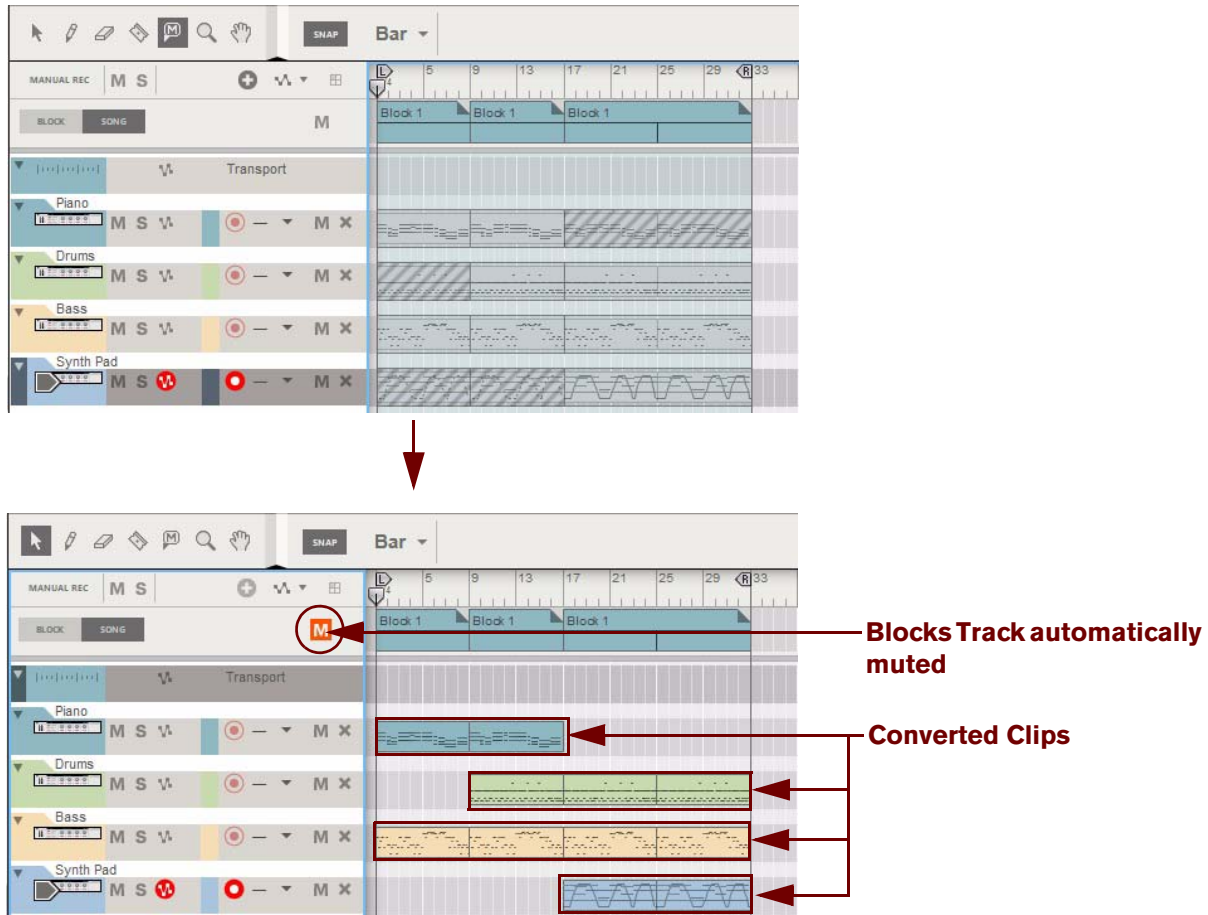 M SNAP Bar
MANUAL REC M S L 5 9 13 17 21 25 29 R 33
4
BLOCK SONG M Block 1 Block 1 Block 1
Transport
Piano
M S M
Drums
M S M
Bass
M S M
Synth Pad
M S M
M SNAP Bar
MANUAL REC M S L 5 9 13 17 21 25 29 R 33
4
BLOCK SONG M Block 1 Block 1 Block 1
Blocks Track automatically
muted
Transport
Piano
M S M
Converted Clips
Drums
M S M
Bass
M S M
Synth Pad
M S M